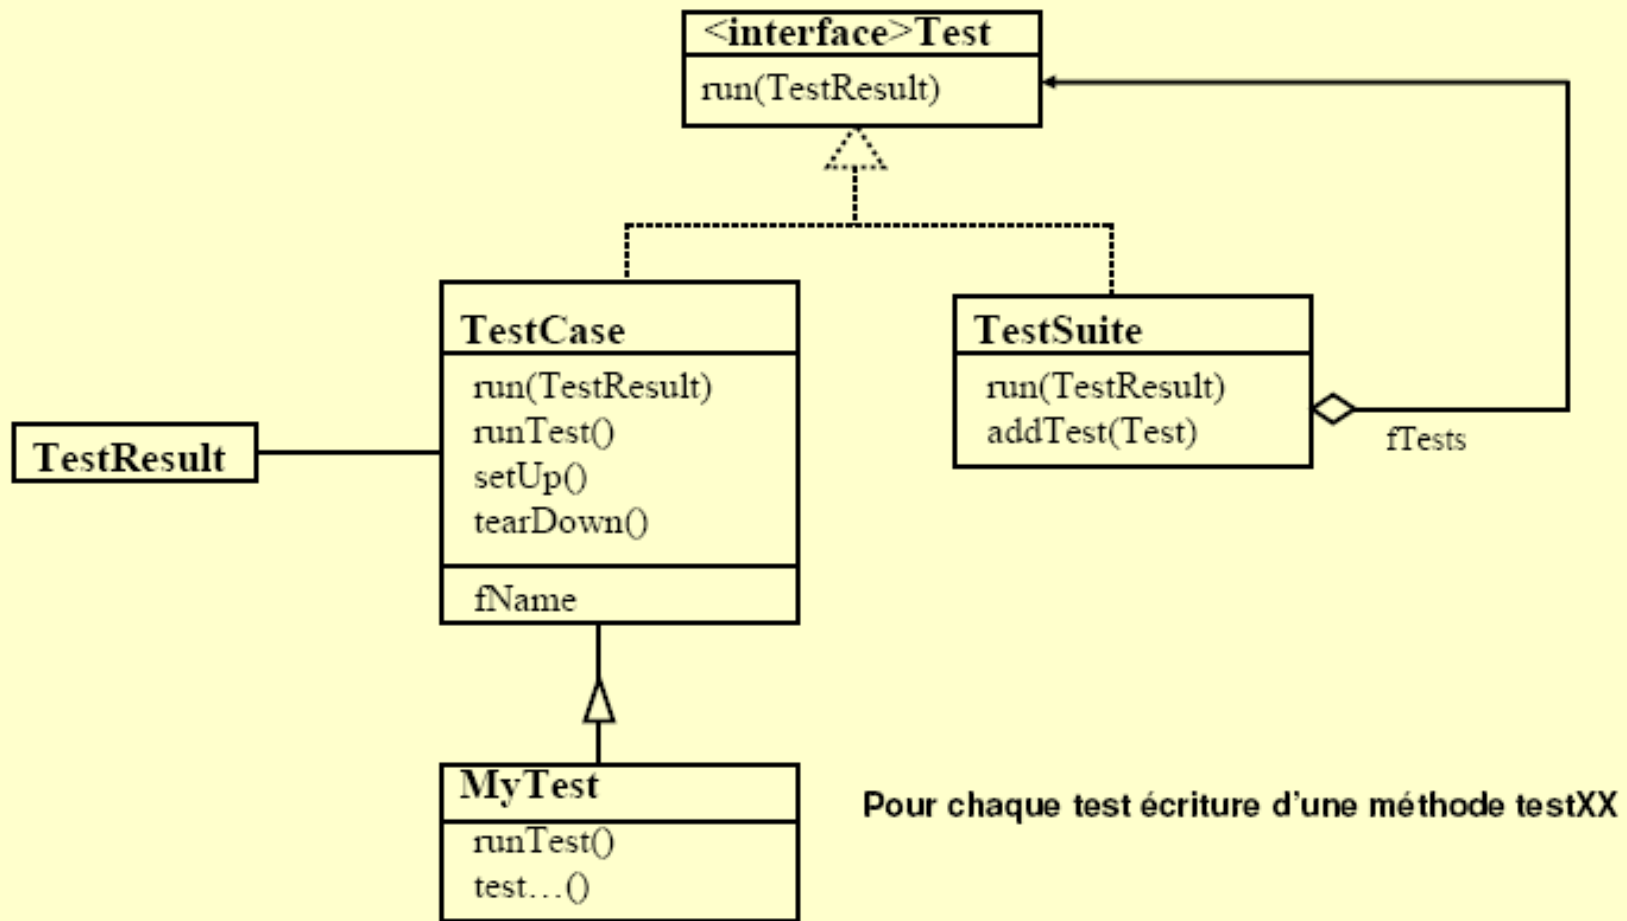 <interface>Test
run(TestResult)
TestCase
run(TestResult)
runTest()
setUp()
tearDown()
fName
TestSuite
run(TestResult)
addTest(Test)
fTests
TestResult
MyTest
runTest()
test…()
Pour chaque test écriture d'une méthode testXX